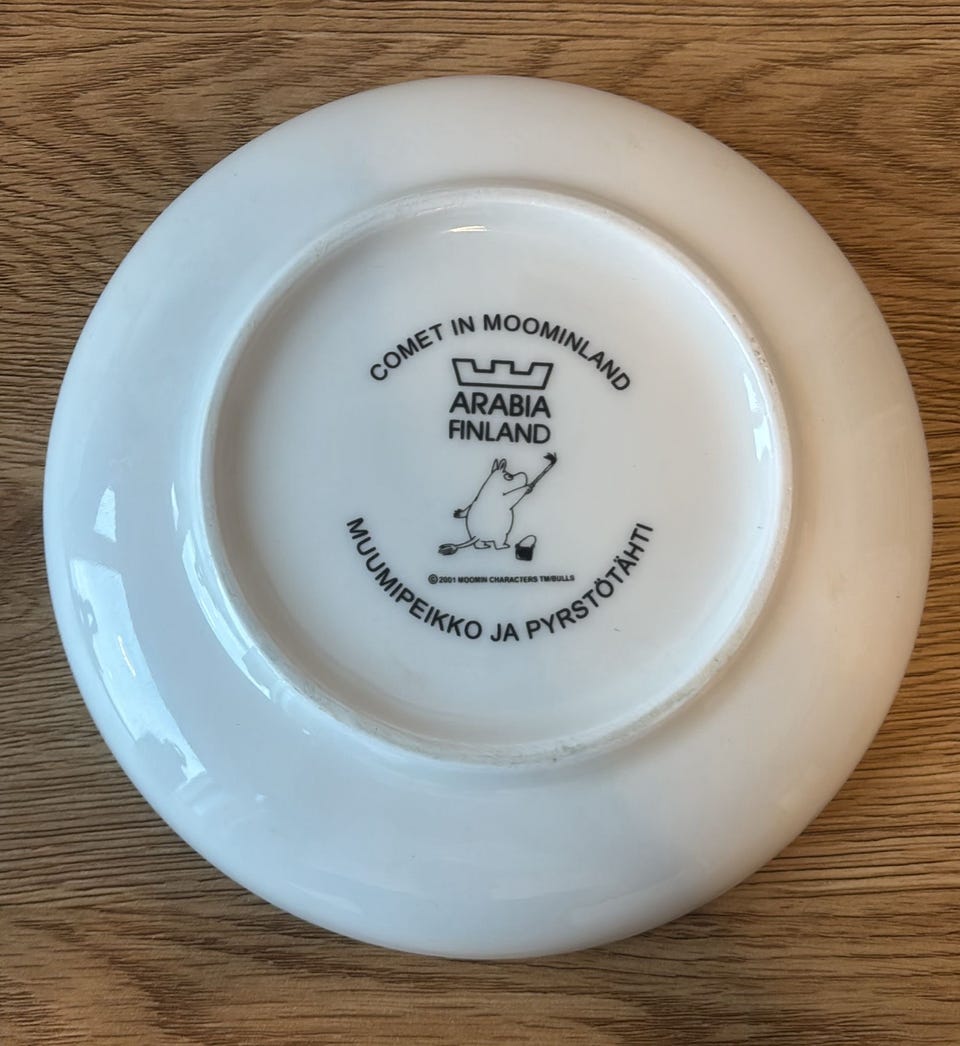 COMET IN MOOMINLAND
ARABIA
FINLAND
©2001 MOOMIN CHARACTERS TM/BULLS
MUUMIPEIKKO JA PYRSTÖTÄHTI